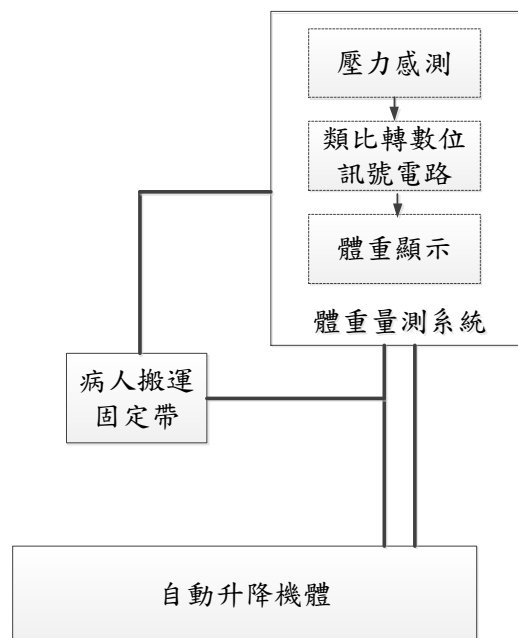 壓力感測
類比轉數位
訊號電路
體重顯示
體重量測系統
病人搬運
固定帶
自動升降機體